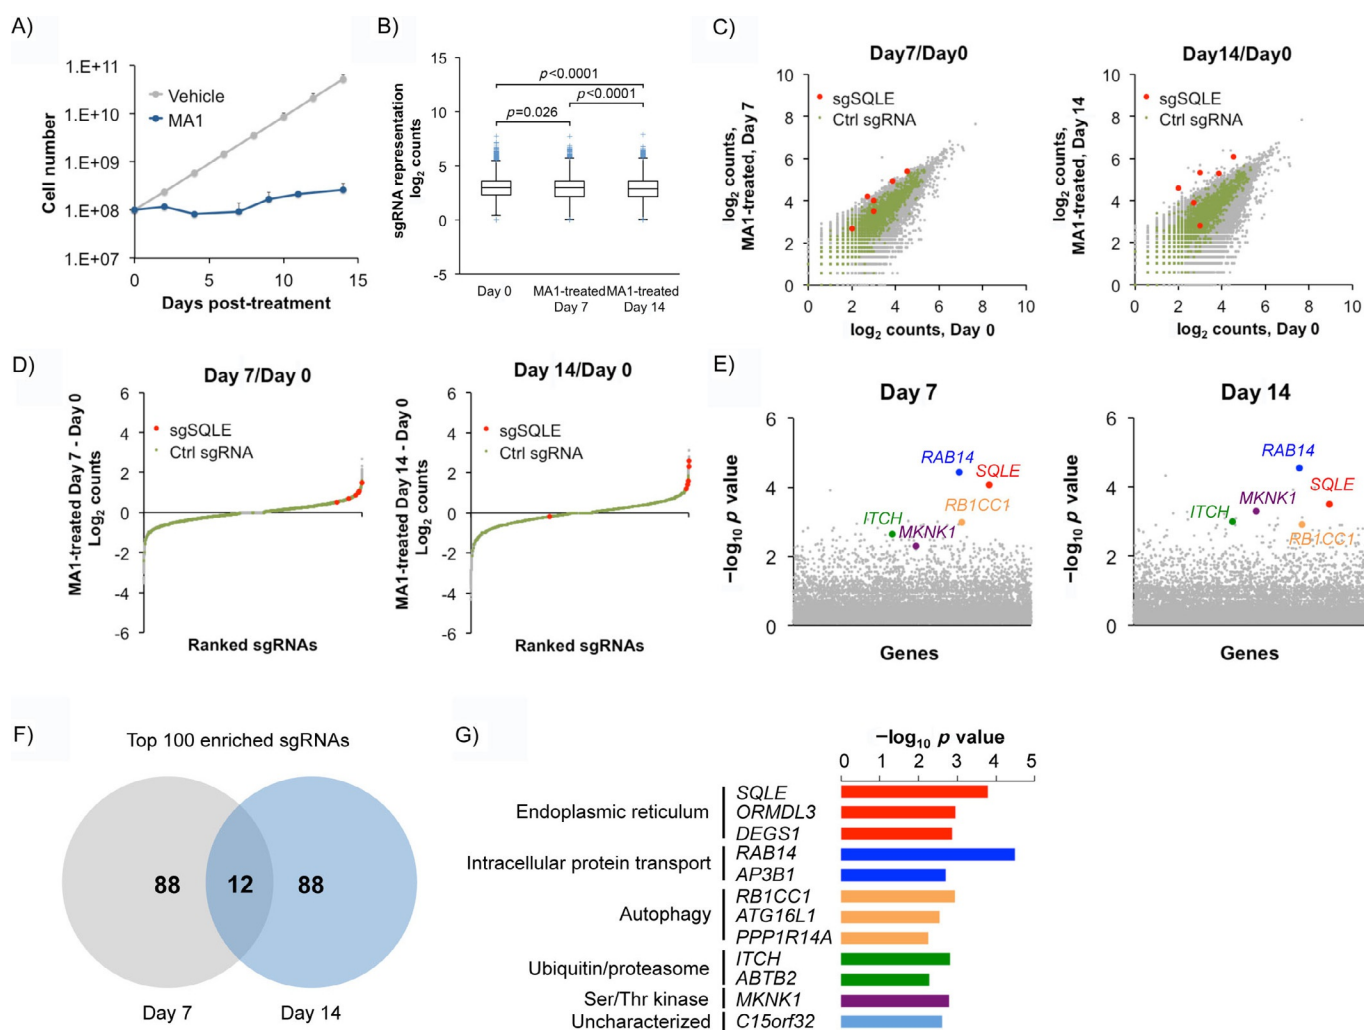 A)
1.E+11
1.E+10
1.E+09
1.E+08
1.E+07
Cell number
Vehicle
MA1
0 5 10 15
Days post-treatment
B)
15
10
5
0
-5
sgRNA representation
log2 counts
p<0.0001
p<0.0001
p=0.026
Day 0
MA1-treated
Day 7
MA1-treated
Day 14
C)
Day7/Day0
10
8
6
4
2
0
log2 counts,
MA1-treated, Day 7
sgSQLE
Ctrl sgRNA
0 2 4 6 8 10
log2 counts, Day 0
Day14/Day0
10
8
6
4
2
0
log2 counts,
MA1-treated, Day 14
sgSQLE
Ctrl sgRNA
0 2 4 6 8 10
log2 counts, Day 0
D)
Day 7/Day 0
6
4
2
0
-2
-4
-6
MA1-treated Day 7 - Day 0
Log2 counts
sgSQLE
Ctrl sgRNA
Ranked sgRNAs
Day 14/Day 0
6
4
2
0
-2
-4
-6
MA1-treated Day 14 - Day 0
Log2 counts
sgSQLE
Ctrl sgRNA
Ranked sgRNAs
E)
Day 7
6
4
2
0
−log10 p value
RAB14
SQLE
RB1CC1
ITCH
MKNK1
Genes
Day 14
6
4
2
0
−log10 p value
RAB14
SQLE
MKNK1
ITCH
RB1CC1
Genes
F)
Top 100 enriched sgRNAs
88 12 88
Day 7 Day 14
G)
−log10 p value
0 1 2 3 4 5
Endoplasmic reticulum
SQLE
ORMDL3
DEGS1
Intracellular protein transport
RAB14
AP3B1
Autophagy
RB1CC1
ATG16L1
PPP1R14A
Ubiquitin/proteasome
ITCH
ABTB2
Ser/Thr kinase
MKNK1
Uncharacterized
C15orf32